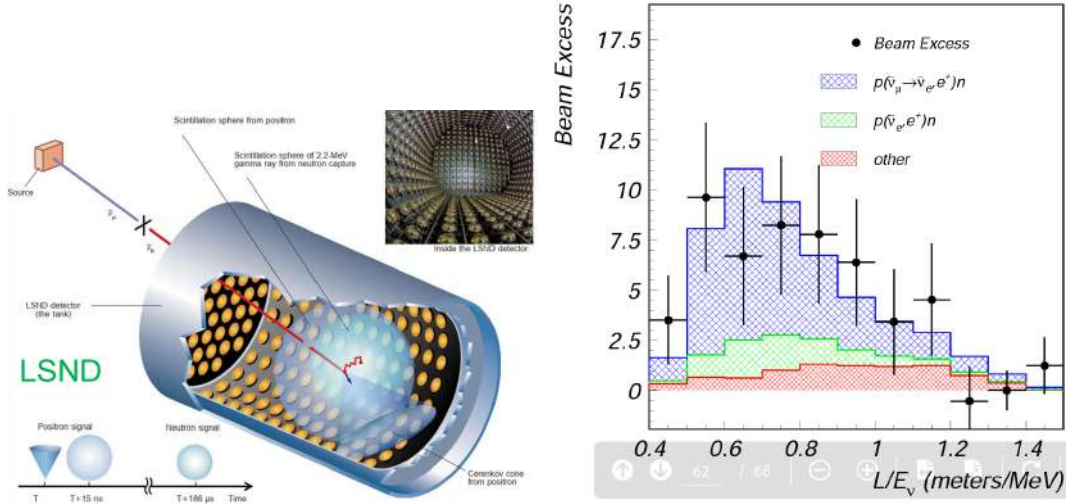 Scintillation sphere from positron
Scintillation sphere of 2.2-MeV
gamma ray from neutron capture
Source
ν̄μ
ν̄e
Inside the LSND detector
LSND detector
(the tank)
LSND
Positron signal
Neutron signal
T
T+15 ns
T+186 μs
Time
Cerenkov cone
from positron
Beam Excess
17.5
15
12.5
10
7.5
5
2.5
0
Beam Excess
p(ν̄μ→ν̄e,e⁺)n
p(ν̄e,e⁺)n
other
0.4
0.6
0.8
1
1.2
1.4
L/Eν (meters/MeV)
62 / 68